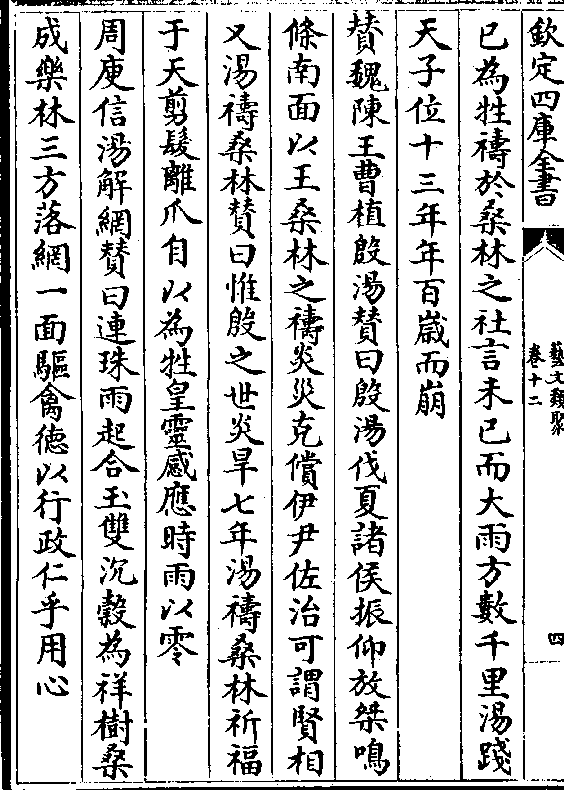 欽定四庫全書
藝文類聚
卷十二
四
已為牲禱於桑林之社言未已而大雨方數千里湯踐
天子位十三年年百歲而崩
賛魏陳王曹植殷湯賛曰殷湯伐夏諸侯振仰放桀鳴
條南面以王桑林之禱炎災克償伊尹佐治可謂賢相
又湯禱桑林賛曰惟殷之世炎旱七年湯禱桑林祈福
于天剪髮離爪自以為牲皇靈感應時雨以零
周庾信湯解網賛曰連珠雨起合玉雙沉糓為祥樹桑
成樂林三方落網一面驅禽德以行政仁乎用心